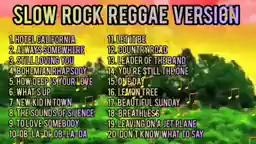 SLOW ROCK REGGAE VERSION
1. HOTEL CALIFORNIA
2. ALWAYS SOMEWHERE
3. STILL LOVING YOU
4. BOHEMIAN RHAPSODY
5. HOW DEEP IS YOUR LOVE
6. WHAT'S UP
7. NEW KID IN TOWN
8. THE SOUNDS OF SILENCE
9. TO LOVE SOMEBODY
10. OB-LA-DI, OB-LA-DA
11. LET IT BE
12. COUNTRY ROAD
13. LEADER OF THE BAND
14. YOU'RE STILL THE ONE
15. ONE DAY
16. LEMON TREE
17. BEAUTIFUL SUNDAY
18. BREATHLESS
19. LEAVING ON A JET PLANE
20. DON'T KNOW WHAT TO SAY